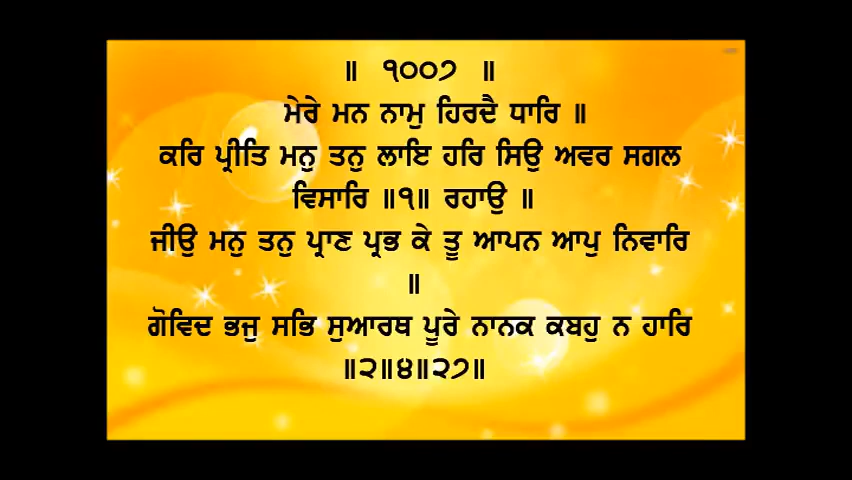 ॥ ੧੦੦੭ ॥
ਮੇਰੇ ਮਨ ਨਾਮੁ ਹਿਰਦੈ ਧਾਰਿ ॥
ਕਰਿ ਪ੍ਰੀਤਿ ਮਨੁ ਤਨੁ ਲਾਇ ਹਰਿ ਸਿਉ ਅਵਰ ਸਗਲ
ਵਿਸਾਰਿ ॥੧॥ ਰਹਾਉ ॥
ਜੀਉ ਮਨੁ ਤਨੁ ਪ੍ਰਾਣ ਪ੍ਰਭ ਕੇ ਤੂ ਆਪਨ ਆਪੁ ਨਿਵਾਰਿ
॥
ਗੋਵਿਦ ਭਜੁ ਸਭਿ ਸੁਆਰਥ ਪੂਰੇ ਨਾਨਕ ਕਬਹੁ ਨ ਹਾਰਿ
॥੨॥੪॥੨੭॥